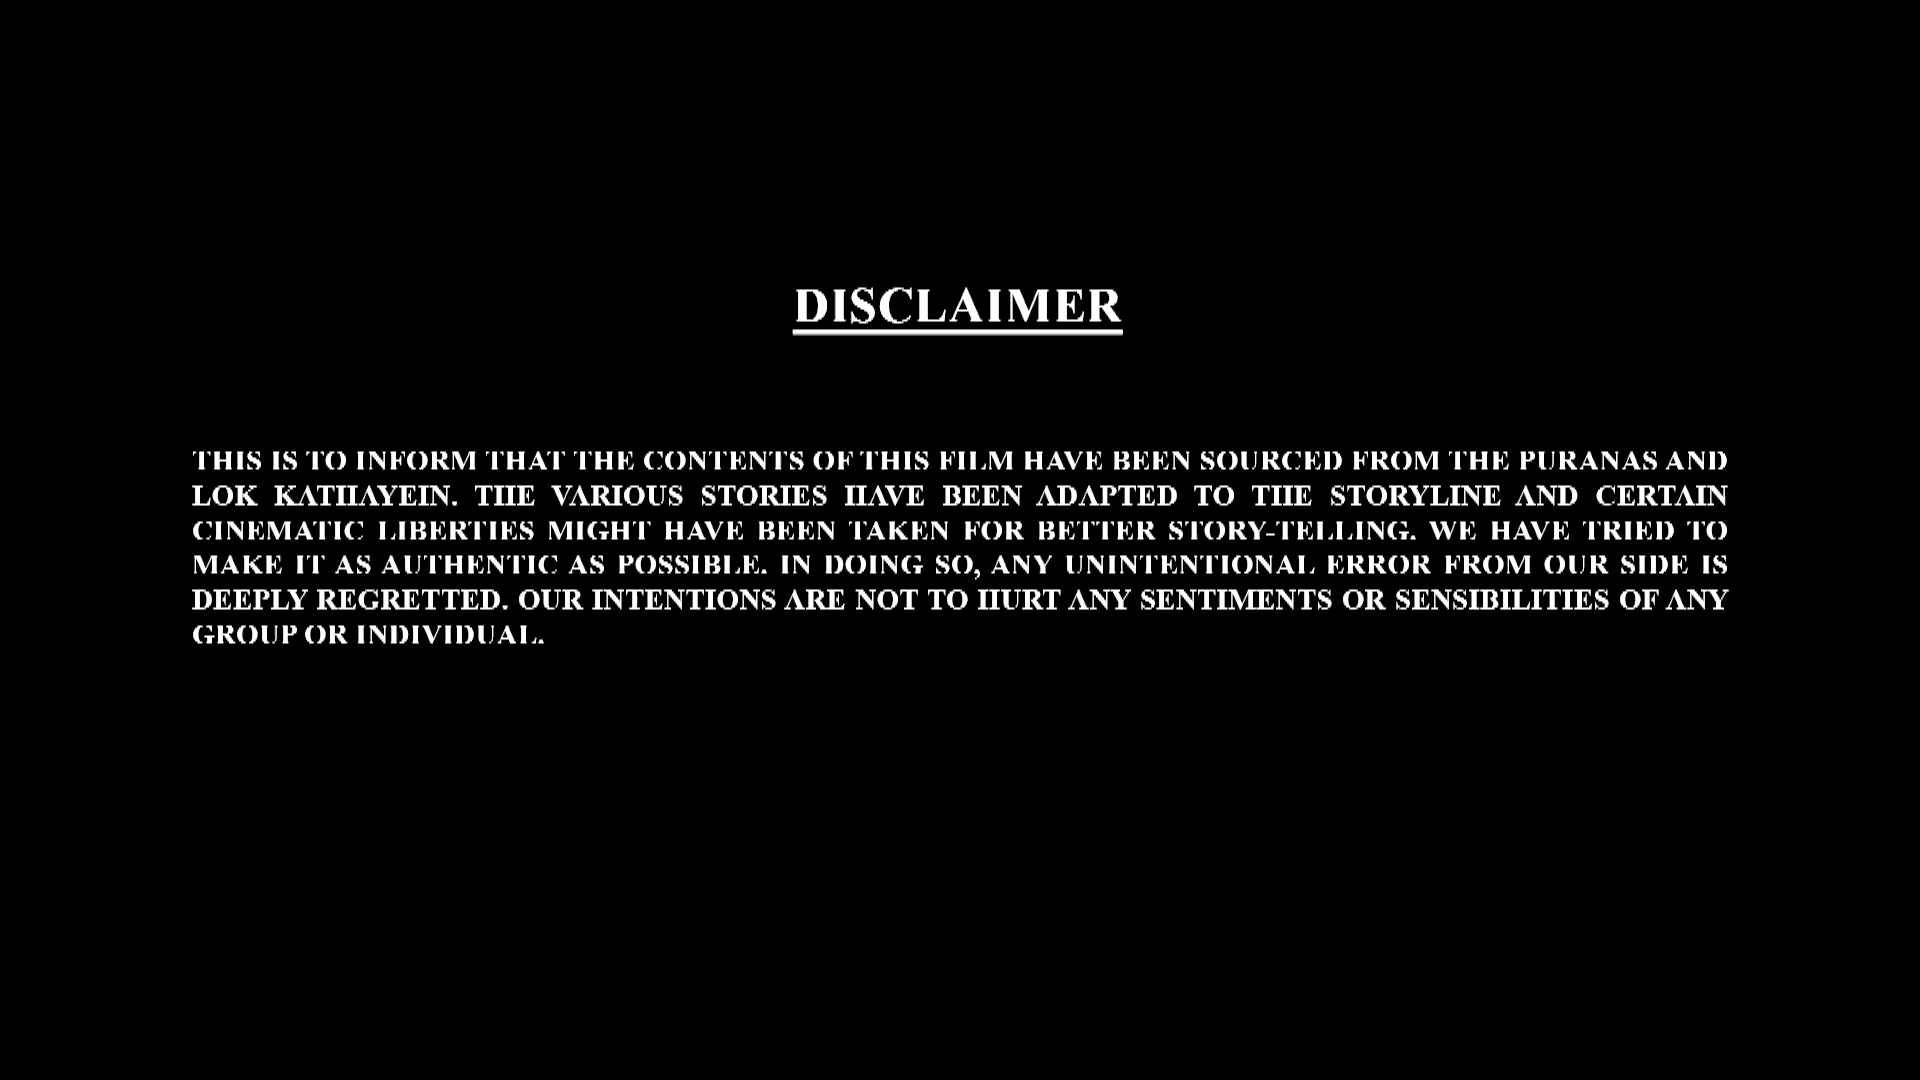 DISCLAIMER
THIS IS TO INFORM THAT THE CONTENTS OF THIS FILM HAVE BEEN SOURCED FROM THE PURANAS AND
LOK KATHAYEIN. THE VARIOUS STORIES HAVE BEEN ADAPTED TO THE STORYLINE AND CERTAIN
CINEMATIC LIBERTIES MIGHT HAVE BEEN TAKEN FOR BETTER STORY-TELLING. WE HAVE TRIED TO
MAKE IT AS AUTHENTIC AS POSSIBLE. IN DOING SO, ANY UNINTENTIONAL ERROR FROM OUR SIDE IS
DEEPLY REGRETTED. OUR INTENTIONS ARE NOT TO HURT ANY SENTIMENTS OR SENSIBILITIES OF ANY
GROUP OR INDIVIDUAL.